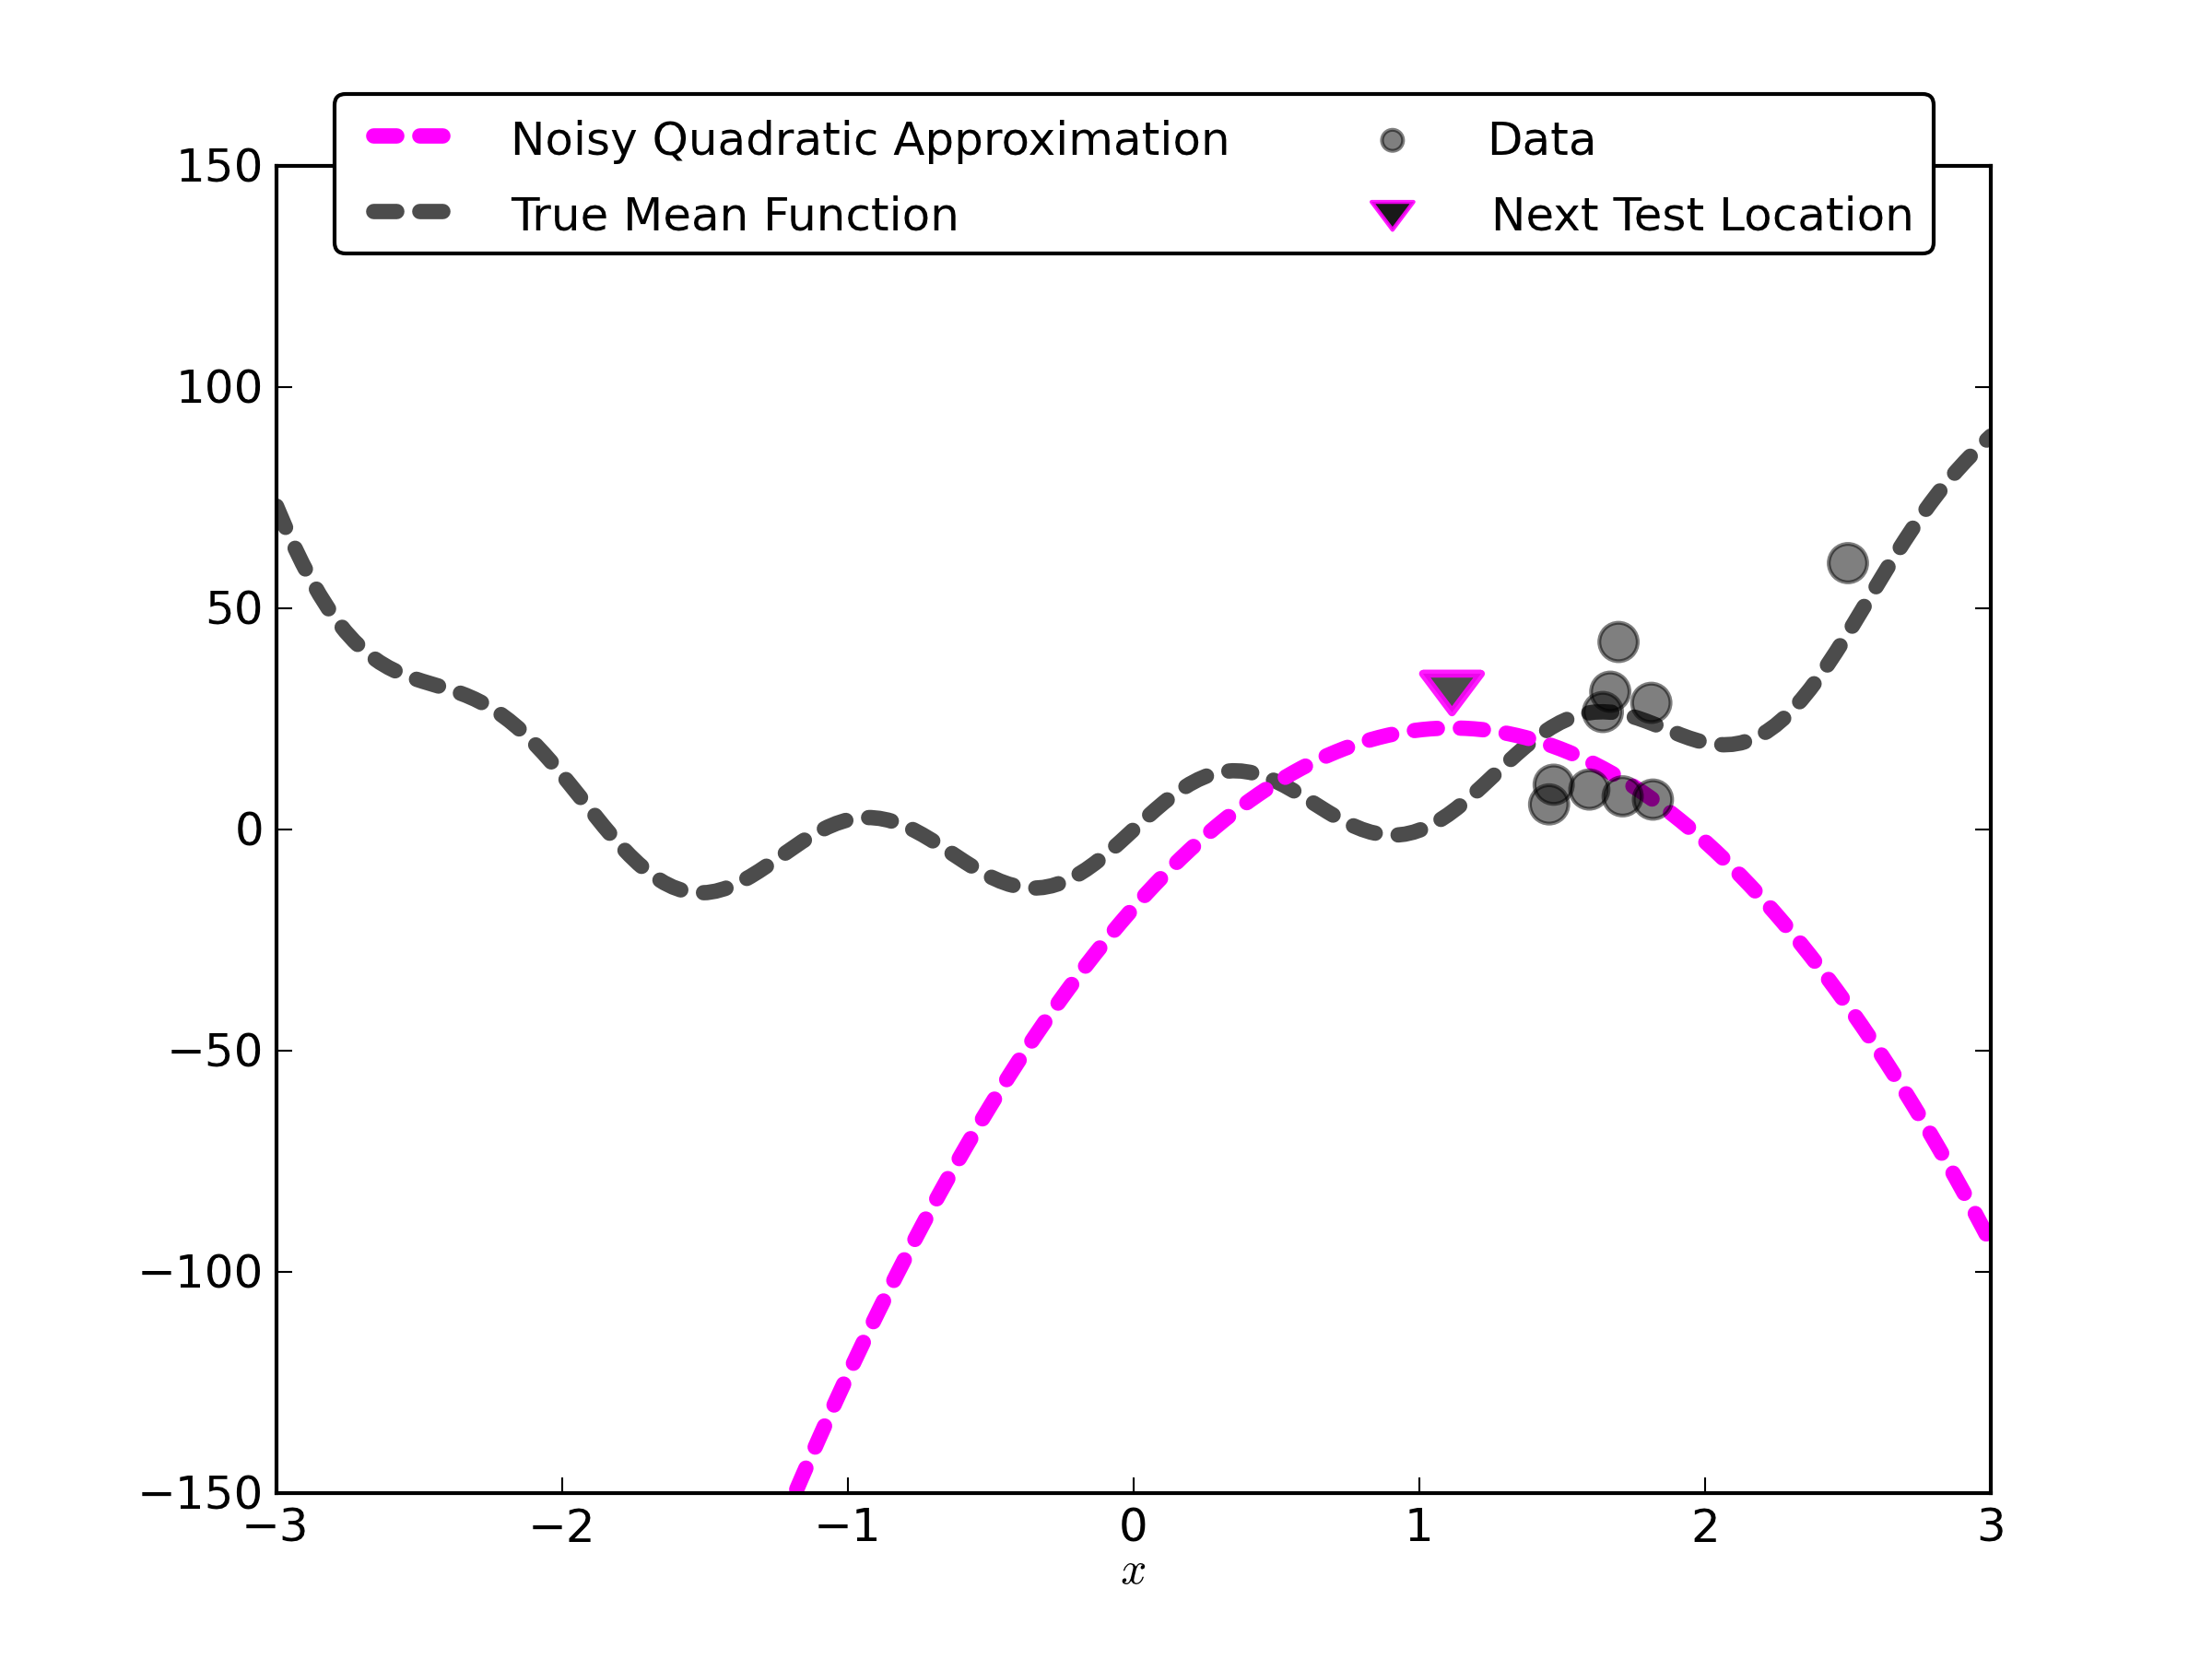 Noisy Quadratic Approximation
True Mean Function
Data
Next Test Location
150
100
50
0
−50
−100
−150
−3 −2 −1 0 1 2 3
x